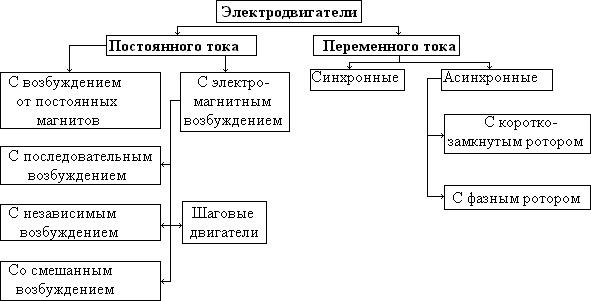 Электродвигатели
Постоянного тока
Переменного тока
С возбуждением
от постоянных
магнитов
С электро-
магнитным
возбуждением
Синхронные
Асинхронные
С коротко-
замкнутым ротором
С последовательным
возбуждением
С фазным ротором
С независимым
возбуждением
Шаговые
двигатели
Со смешанным
возбуждением